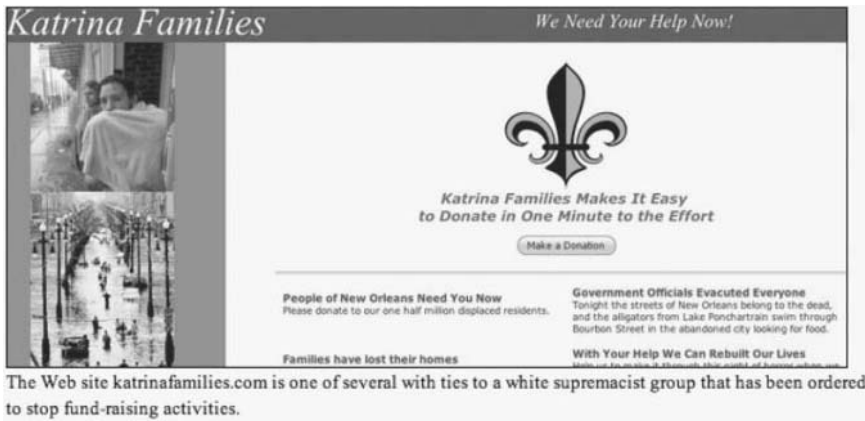 Katrina Families
We Need Your Help Now!
Katrina Families Makes It Easy
to Donate in One Minute to the Effort
Make a Donation
People of New Orleans Need You Now
Please donate to our one half million displaced residents.
Families have lost their homes
Government Officials Evacuted Everyone
Tonight the streets of New Orleans belong to the dead,
and the alligators from Lake Ponchartrain swim through
Bourbon Street in the abandoned city looking for food.
With Your Help We Can Rebuilt Our Lives
The Web site katrinafamilies.com is one of several with ties to a white supremacist group that has been ordered
to stop fund-raising activities.